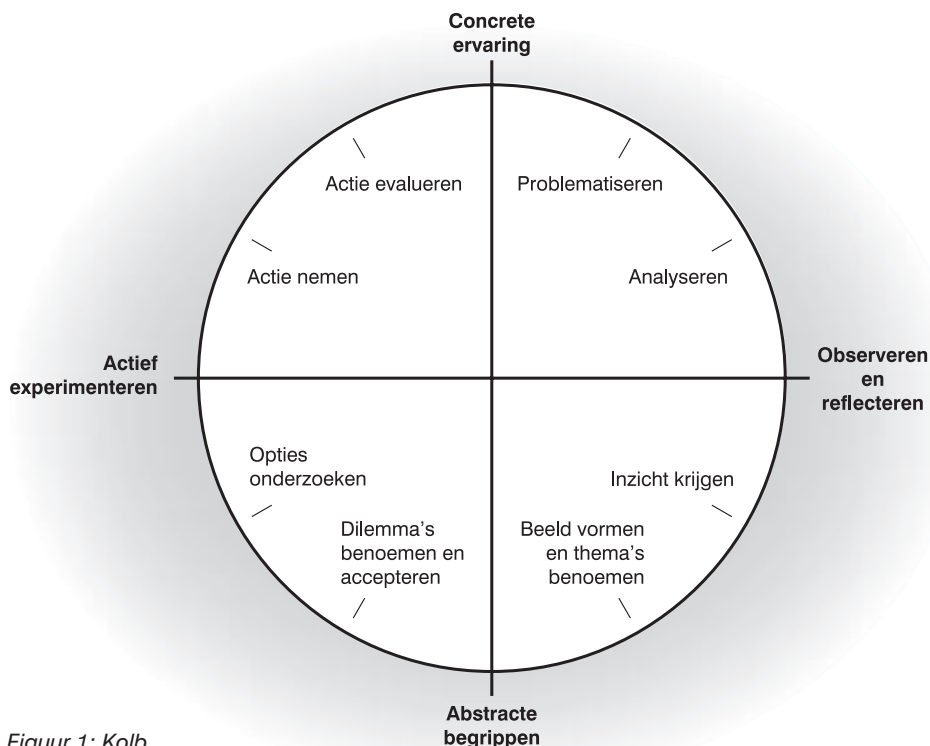 Concrete
ervaring
Actie evalueren
Problematiseren
Actie nemen
Analyseren
Actief
experimenteren
Observeren
en
reflecteren
Opties
onderzoeken
Inzicht krijgen
Dilemma's
benoemen en
accepteren
Beeld vormen
en thema's
benoemen
Abstracte
begrippen
Figuur 1: Kolb